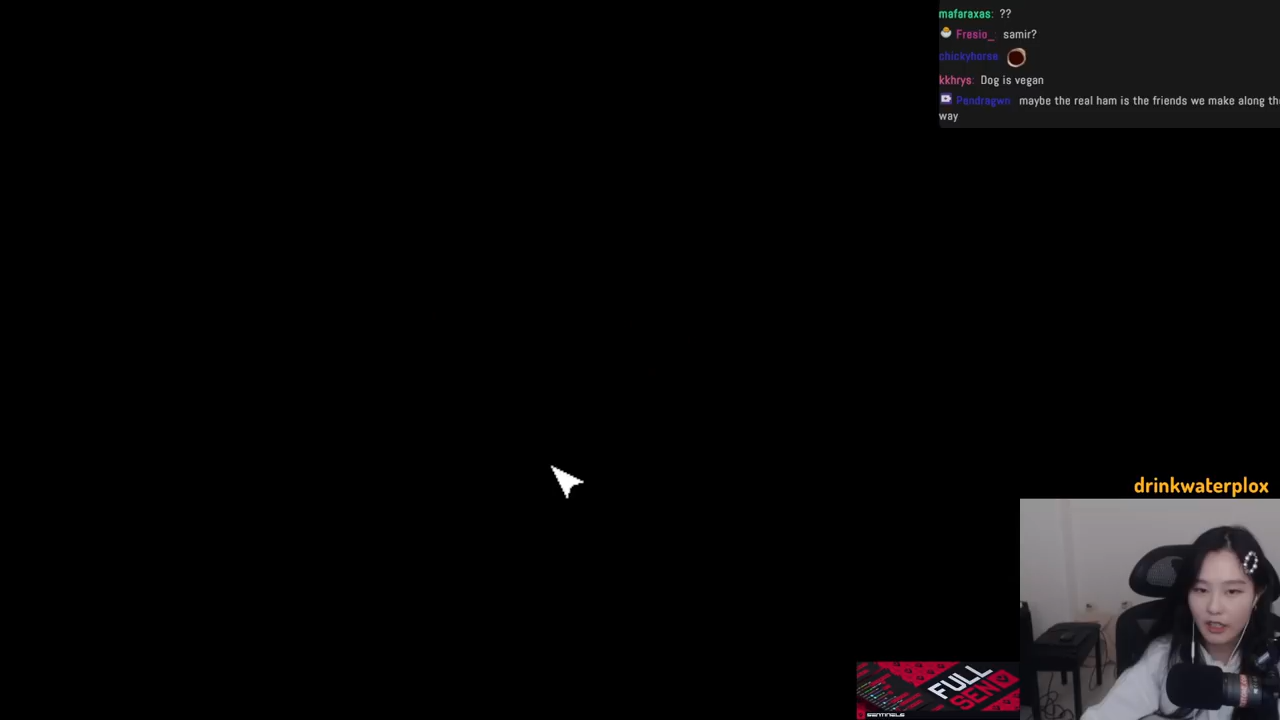 mafaraxas: ??
Fresio_: samir?
chickyhorse
kkhrys: Dog is vegan
Pendragwn maybe the real ham is the friends we make along the
way
drinkwaterplox
FULL
SEND
SENTINELS